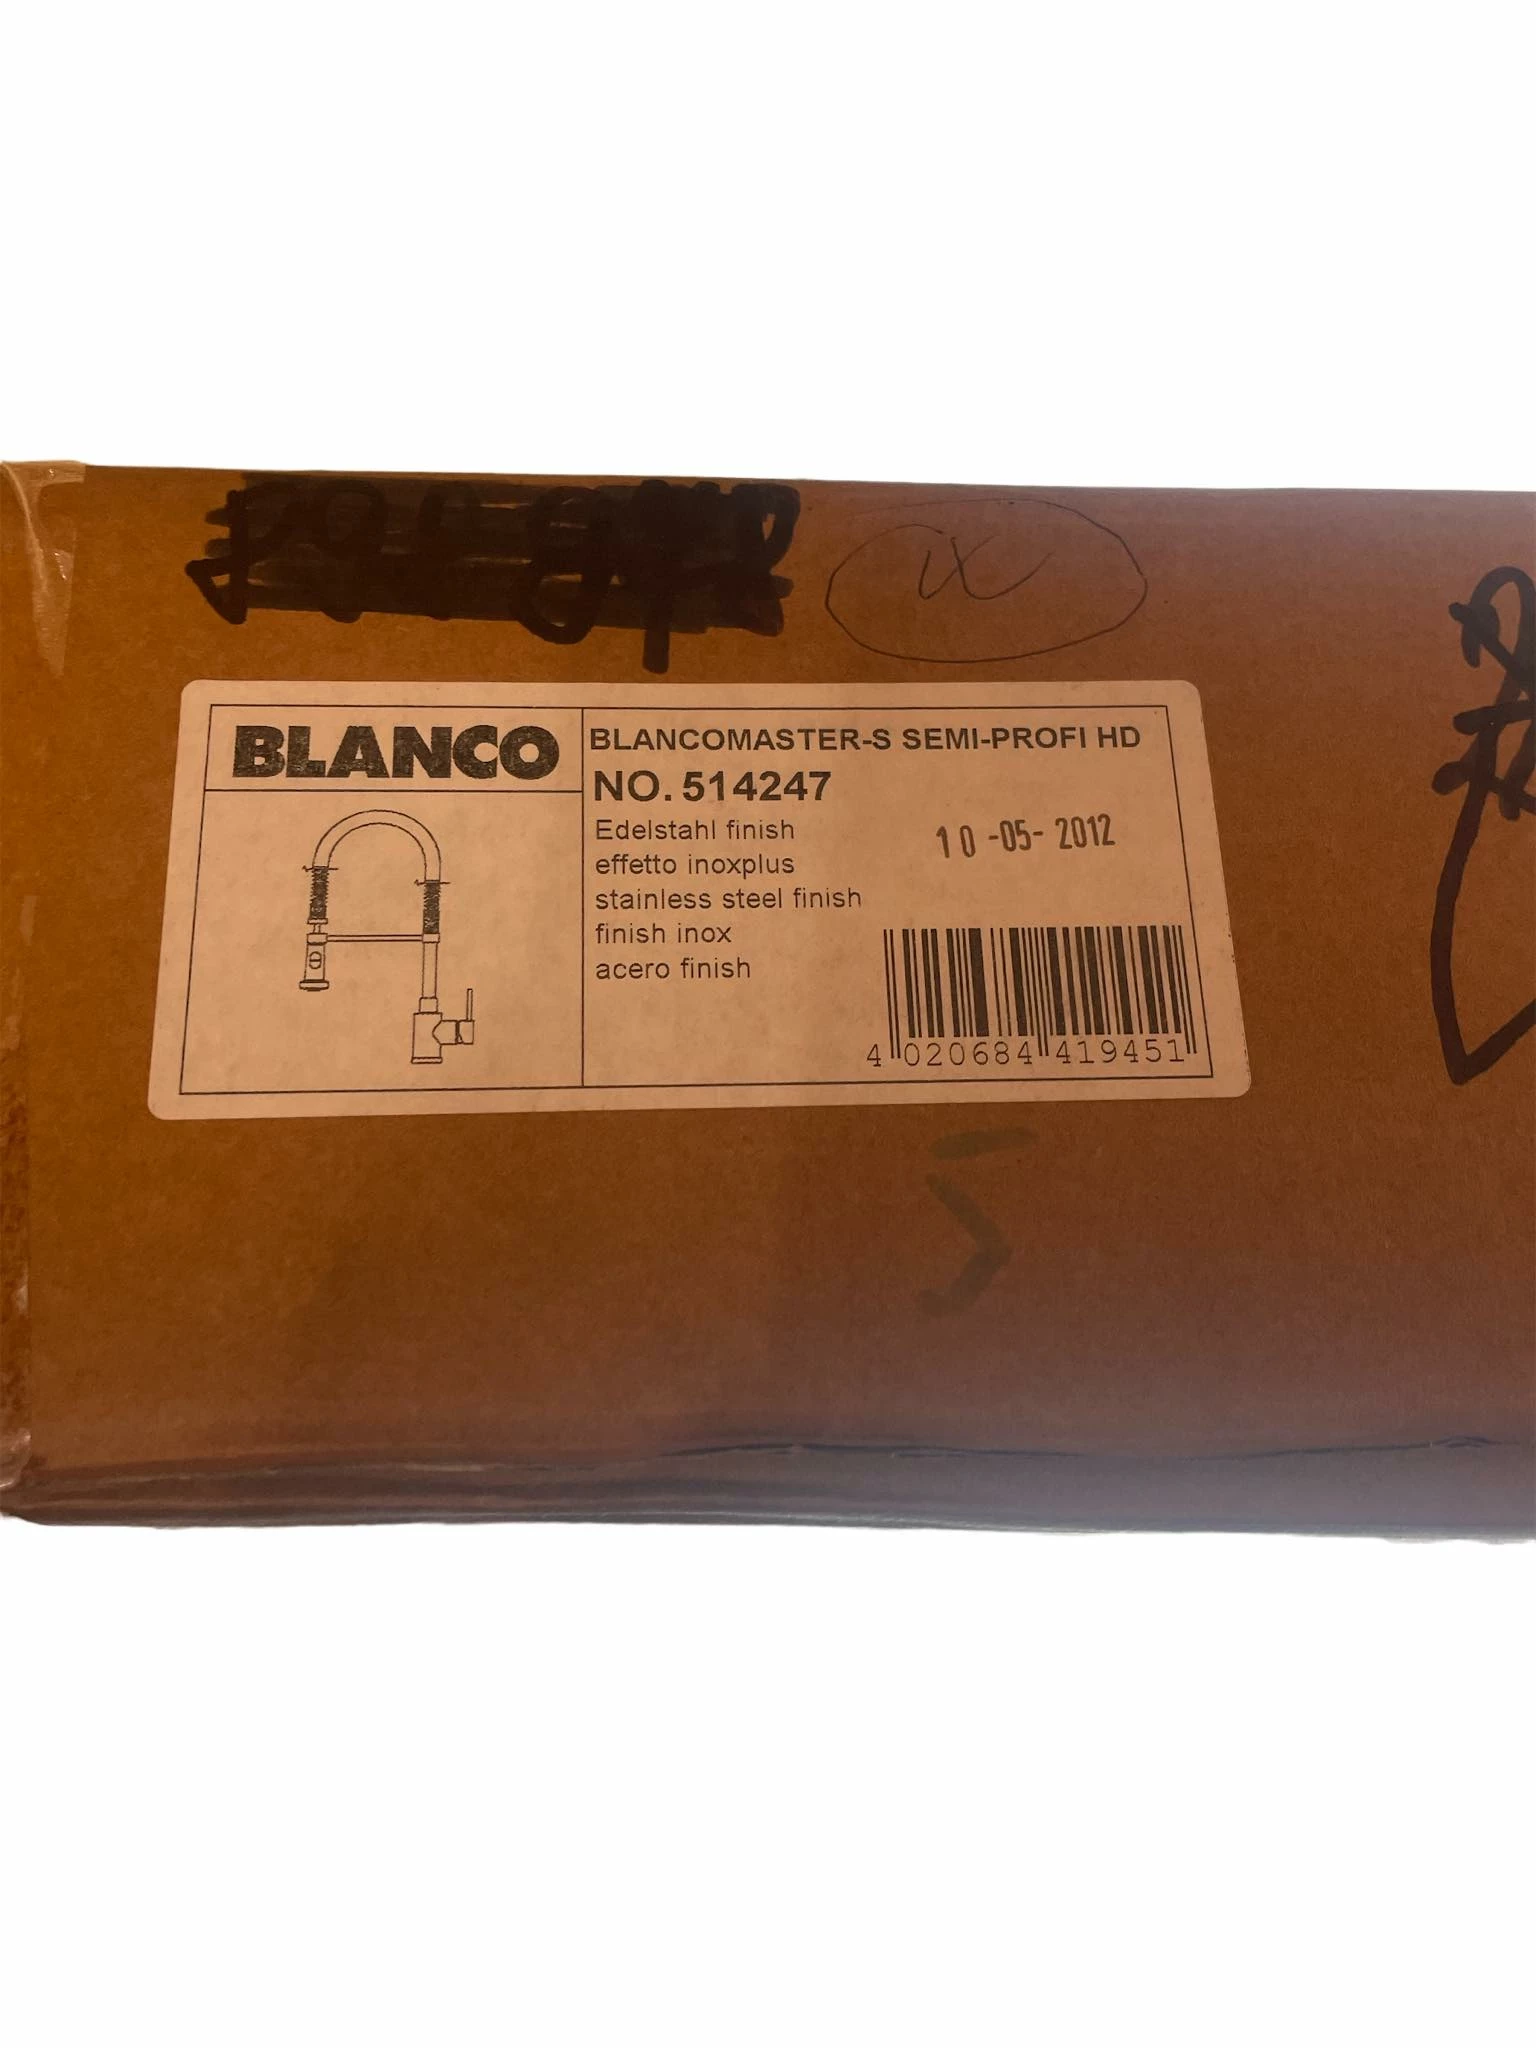 BLANCO
BLANCOMASTER-S SEMI-PROFI HD
NO. 514247
Edelstahl finish
effetto inoxplus
stainless steel finish
finish inox
acero finish
10-05-2012
4 020684 419451
5